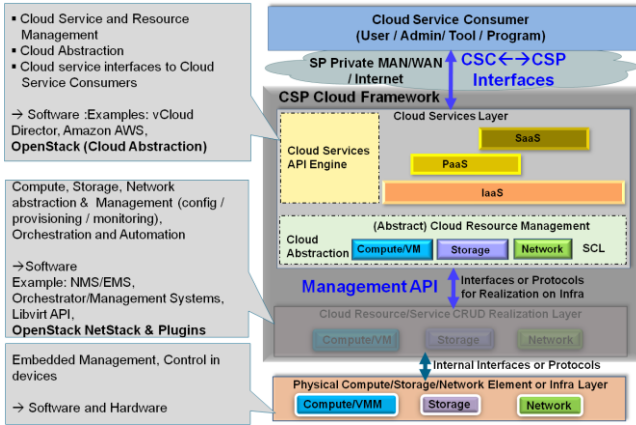 ▪ Cloud Service and Resource
Management
▪ Cloud Abstraction
▪ Cloud service interfaces to Cloud
Service Consumers
→ Software :Examples: vCloud
Director, Amazon AWS,
OpenStack (Cloud Abstraction)
Compute, Storage, Network
abstraction & Management (config /
provisioning / monitoring),
Orchestration and Automation
→Software
Example: NMS/EMS,
Orchestrator/Management Systems,
Libvirt API,
OpenStack NetStack & Plugins
Embedded Management, Control in
devices
→ Software and Hardware
Cloud Service Consumer
(User / Admin/ Tool / Program)
SP Private MAN/WAN
/ Internet
CSC←→CSP
Interfaces
CSP Cloud Framework
Cloud Services Layer
Cloud Services
API Engine
SaaS
PaaS
IaaS
(Abstract) Cloud Resource Management
Cloud
Abstraction
Compute/VM
Storage
Network
SCL
Management API
Interfaces or Protocols
for Realization on Infra
Cloud Resource/Service CRUD Realization Layer
Compute/VM
Storage
Network
Internal Interfaces or Protocols
Physical Compute/Storage/Network Element or Infra Layer
Compute/VMM
Storage
Network